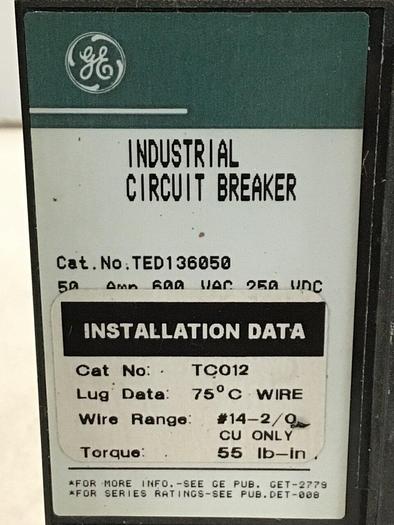 GE
INDUSTRIAL
CIRCUIT BREAKER
Cat.No.TED136050
50 Amp 600 VAC 250 VDC
INSTALLATION DATA
Cat No: TCO12
Lug Data: 75°C WIRE
Wire Range: #14-2/0
CU ONLY
Torque: 55 lb-in.
*FOR MORE INFO.-SEE GE PUB. GET-2779
*FOR SERIES RATINGS-SEE PUB.DET-008